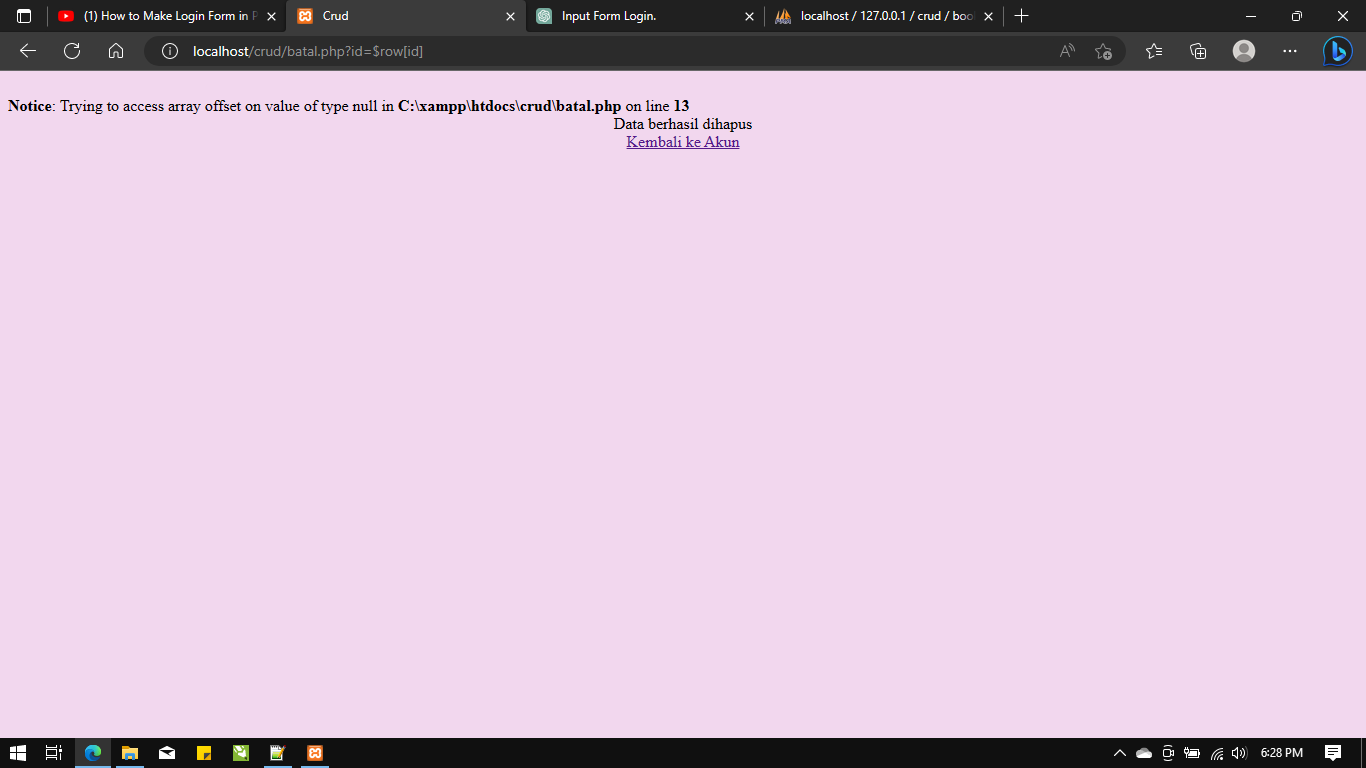 (1) How to Make Login Form in P
Crud
Input Form Login.
localhost / 127.0.0.1 / crud / boo
localhost/crud/batal.php?id=$row[id]
Notice: Trying to access array offset on value of type null in C:\xampp\htdocs\crud\batal.php on line 13
Data berhasil dihapus
Kembali ke Akun
6:28 PM